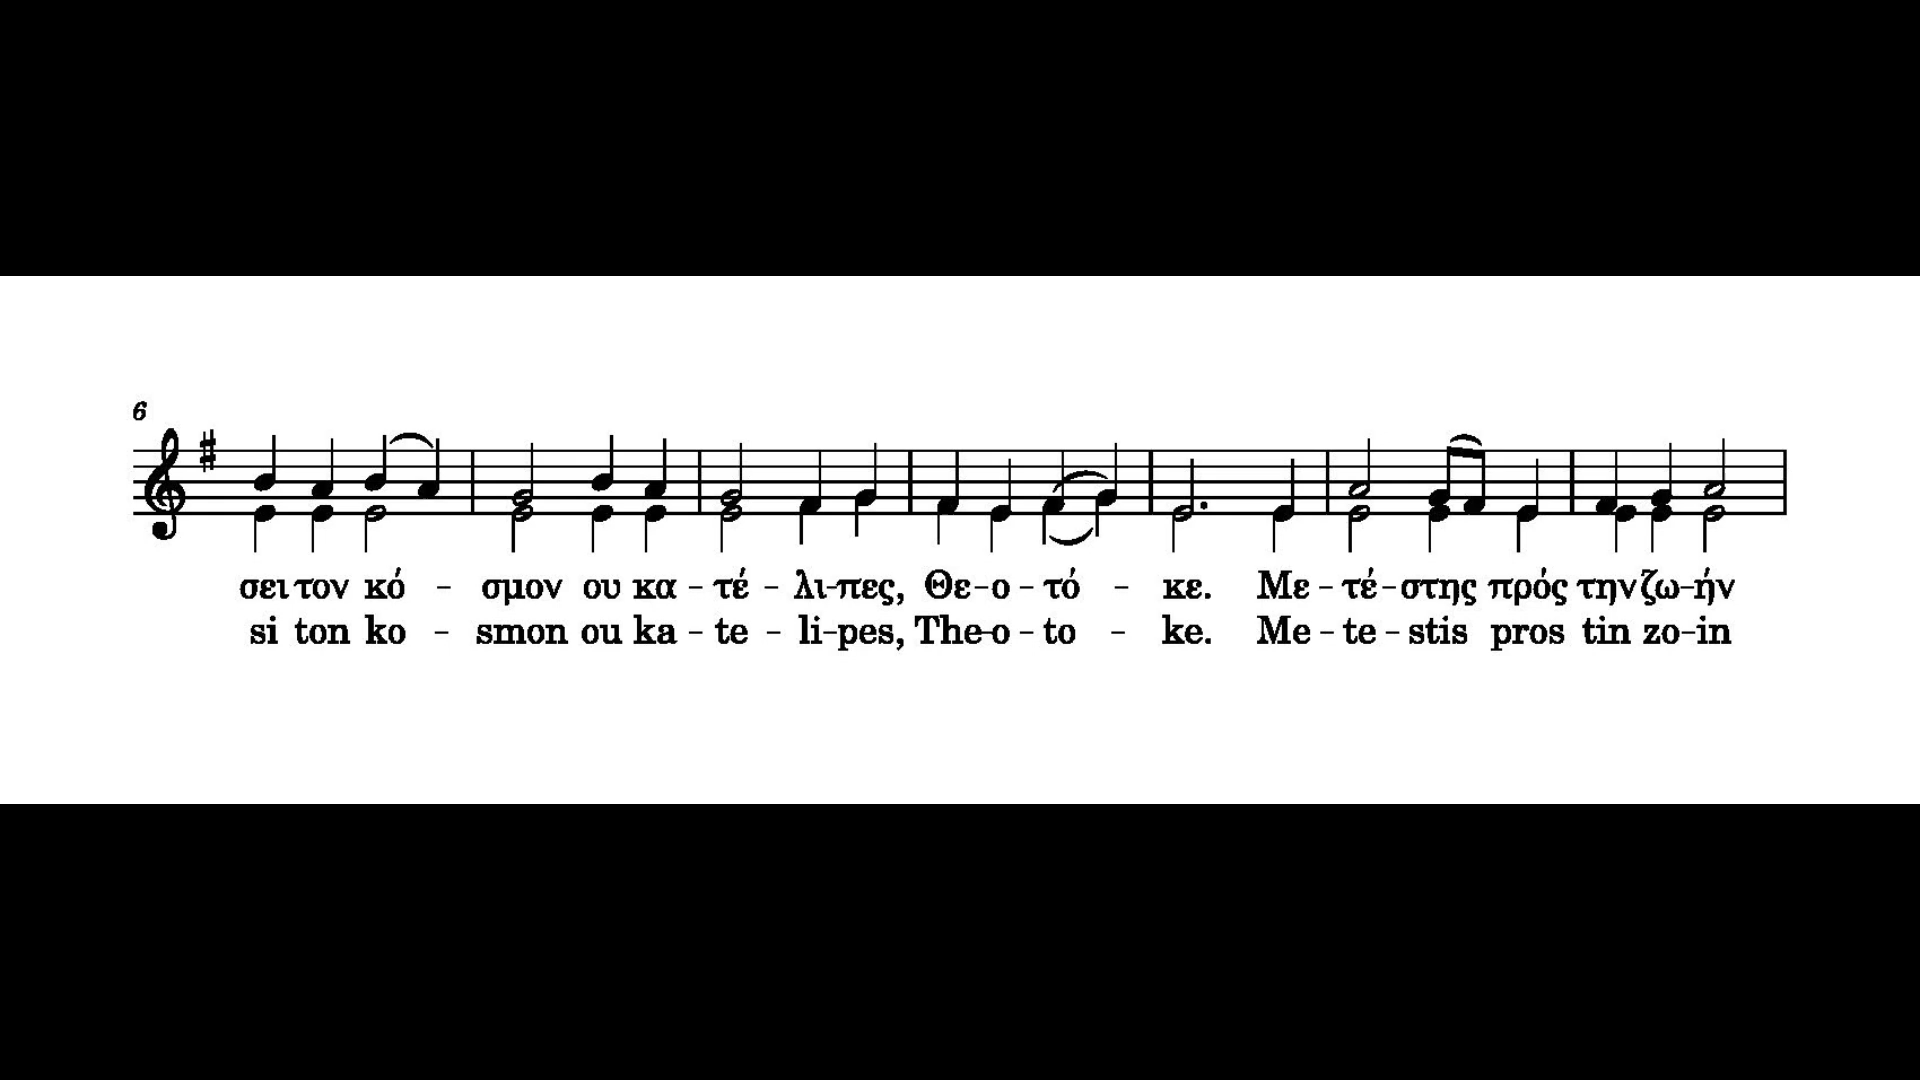 6
σει τον κό - σμον ου κα - τέ - λι-πες, Θε-ο-τό - κε. Με-τέ-στης πρός την ζω-ήν
si ton ko - smon ou ka - te - li-pes, The-o-to - ke. Me-te-stis pros tin zo-in